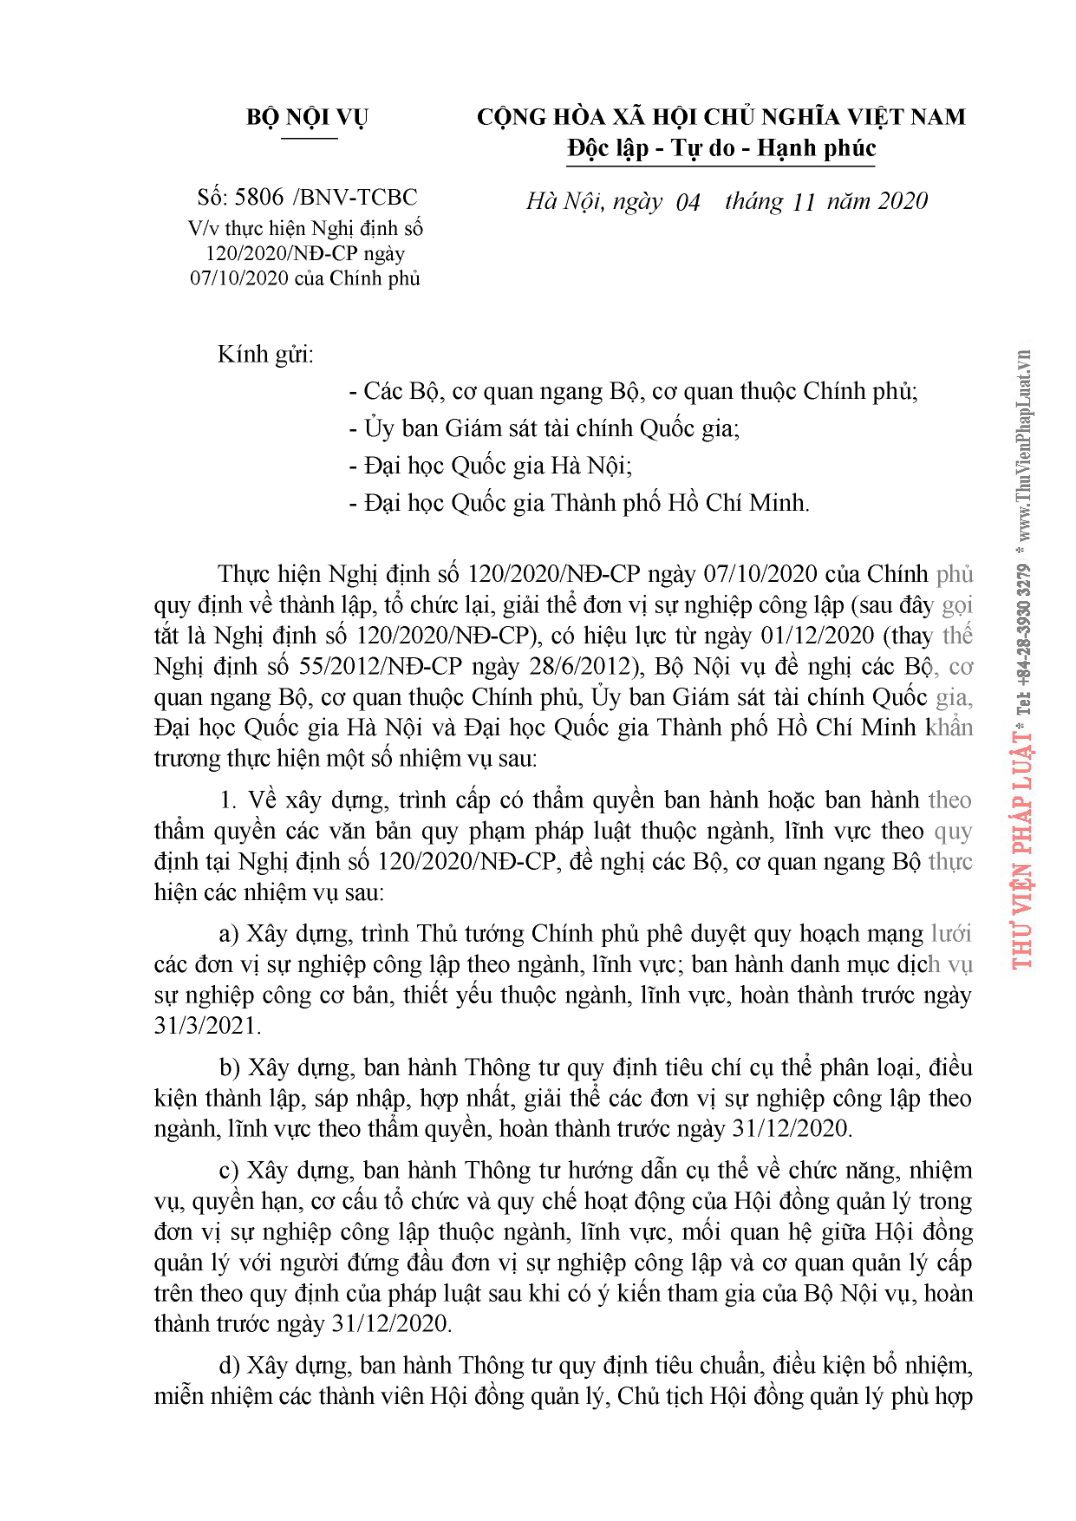 BỘ NỘI VỤ
CỘNG HÒA XÃ HỘI CHỦ NGHĨA VIỆT NAM
Độc lập - Tự do - Hạnh phúc
Số: 5806 /BNV-TCBC
V/v thực hiện Nghị định số
120/2020/NĐ-CP ngày
07/10/2020 của Chính phủ
Hà Nội, ngày 04 tháng 11 năm 2020
Kính gửi:
- Các Bộ, cơ quan ngang Bộ, cơ quan thuộc Chính phủ;
- Ủy ban Giám sát tài chính Quốc gia;
- Đại học Quốc gia Hà Nội;
- Đại học Quốc gia Thành phố Hồ Chí Minh.
Thực hiện Nghị định số 120/2020/NĐ-CP ngày 07/10/2020 của Chính phủ
quy định về thành lập, tổ chức lại, giải thể đơn vị sự nghiệp công lập (sau đây gọi
tắt là Nghị định số 120/2020/NĐ-CP), có hiệu lực từ ngày 01/12/2020 (thay thế
Nghị định số 55/2012/NĐ-CP ngày 28/6/2012), Bộ Nội vụ đề nghị các Bộ, cơ
quan ngang Bộ, cơ quan thuộc Chính phủ, Ủy ban Giám sát tài chính Quốc gia,
Đại học Quốc gia Hà Nội và Đại học Quốc gia Thành phố Hồ Chí Minh khẩn
trương thực hiện một số nhiệm vụ sau:
1. Về xây dựng, trình cấp có thẩm quyền ban hành hoặc ban hành theo
thẩm quyền các văn bản quy phạm pháp luật thuộc ngành, lĩnh vực theo quy
định tại Nghị định số 120/2020/NĐ-CP, đề nghị các Bộ, cơ quan ngang Bộ thực
hiện các nhiệm vụ sau:
a) Xây dựng, trình Thủ tướng Chính phủ phê duyệt quy hoạch mạng lưới
các đơn vị sự nghiệp công lập theo ngành, lĩnh vực; ban hành danh mục dịch vụ
sự nghiệp công cơ bản, thiết yếu thuộc ngành, lĩnh vực, hoàn thành trước ngày
31/3/2021.
b) Xây dựng, ban hành Thông tư quy định tiêu chí cụ thể phân loại, điều
kiện thành lập, sáp nhập, hợp nhất, giải thể các đơn vị sự nghiệp công lập theo
ngành, lĩnh vực theo thẩm quyền, hoàn thành trước ngày 31/12/2020.
c) Xây dựng, ban hành Thông tư hướng dẫn cụ thể về chức năng, nhiệm
vụ, quyền hạn, cơ cấu tổ chức và quy chế hoạt động của Hội đồng quản lý trong
đơn vị sự nghiệp công lập thuộc ngành, lĩnh vực, mối quan hệ giữa Hội đồng
quản lý với người đứng đầu đơn vị sự nghiệp công lập và cơ quan quản lý cấp
trên theo quy định của pháp luật sau khi có ý kiến tham gia của Bộ Nội vụ, hoàn
thành trước ngày 31/12/2020.
d) Xây dựng, ban hành Thông tư quy định tiêu chuẩn, điều kiện bổ nhiệm,
miễn nhiệm các thành viên Hội đồng quản lý, Chủ tịch Hội đồng quản lý phù hợp
THƯ VIỆN PHÁP LUẬT * Tel: +84-28-3930 3279 * www.ThuVienPhapLuat.vn